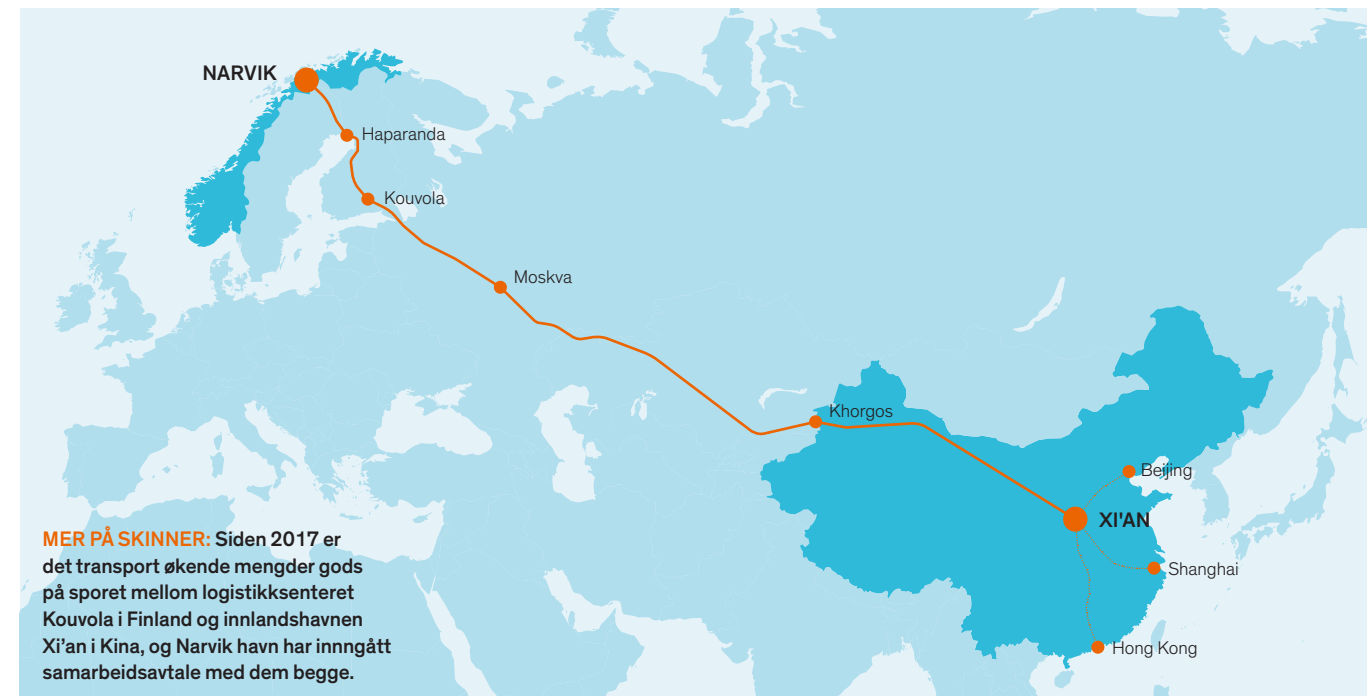 NARVIK
Haparanda
Kouvola
Moskva
Khorgos
Beijing
XI'AN
Shanghai
Hong Kong
MER PÅ SKINNER: Siden 2017 er
det transport økende mengder gods
på sporet mellom logistikksenteret
Kouvola i Finland og innlandshavnen
Xi’an i Kina, og Narvik havn har innngått
samarbeidsavtale med dem begge.